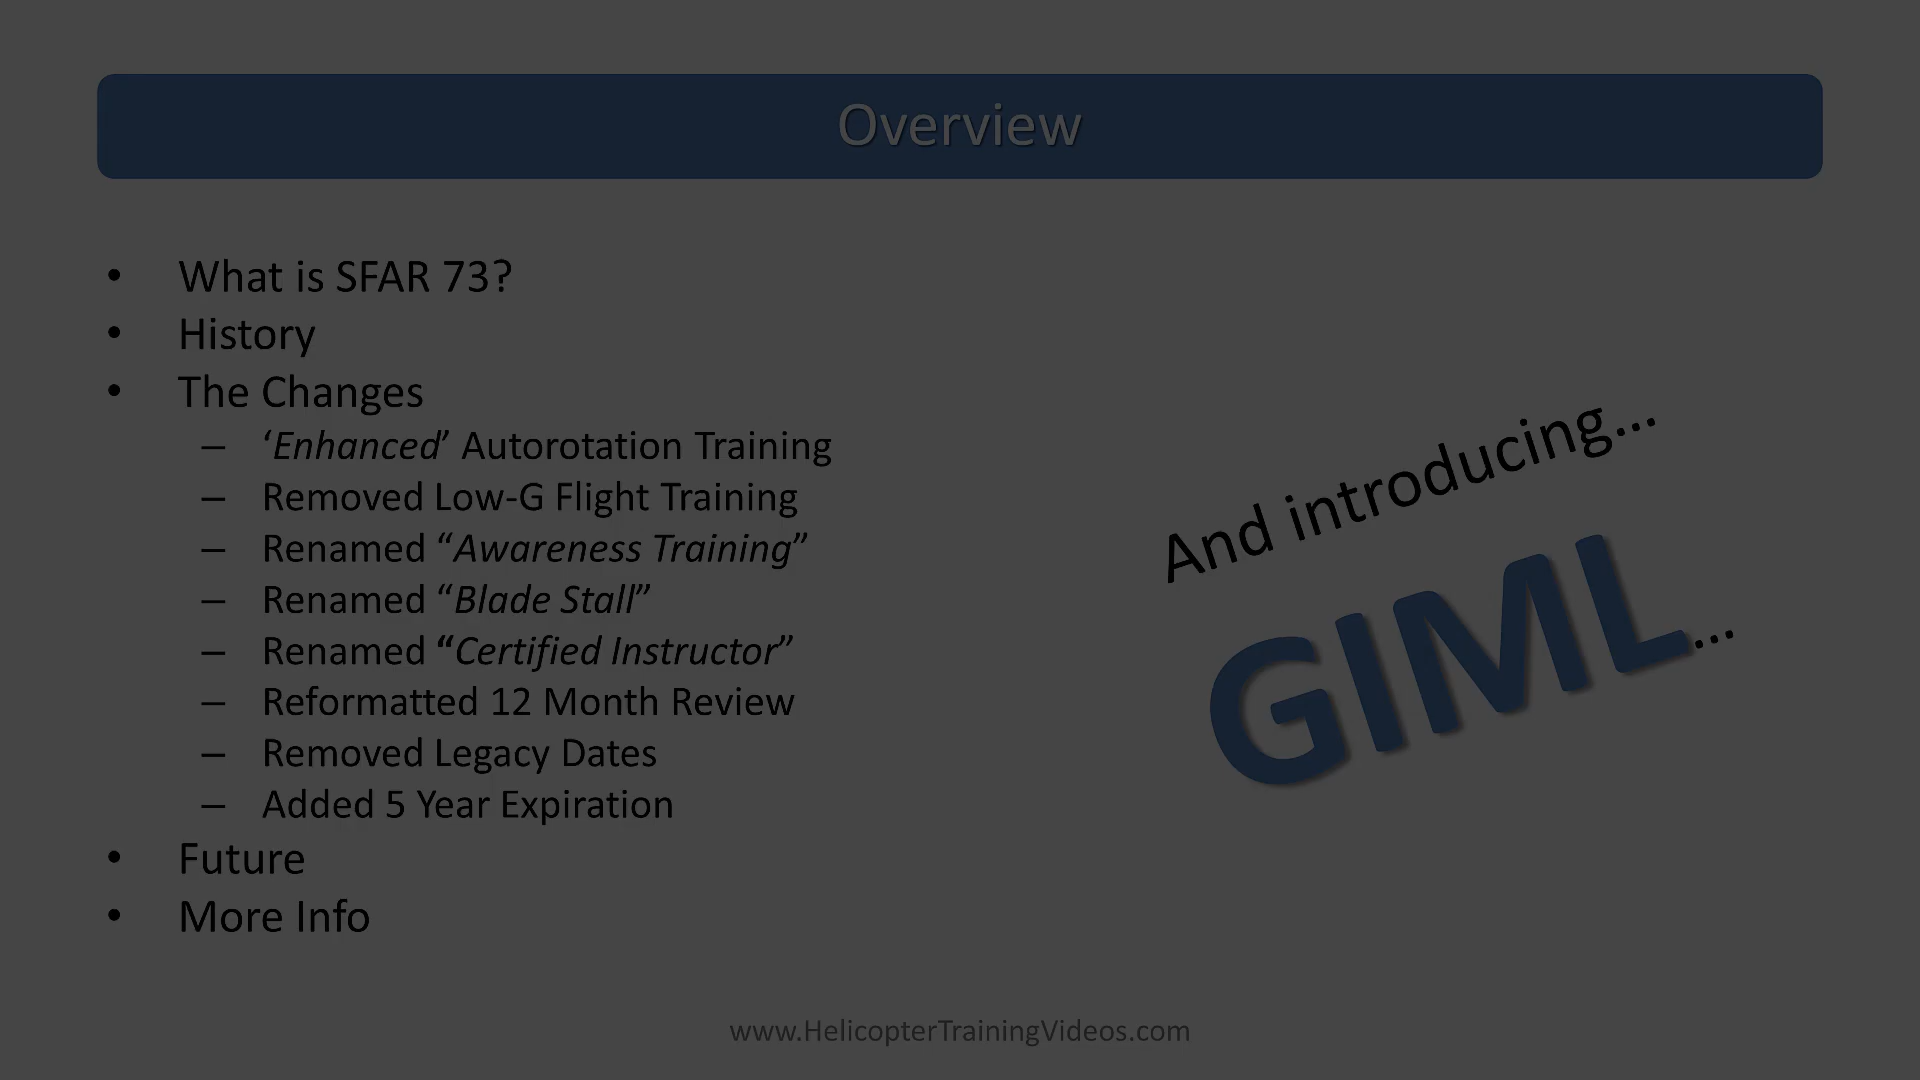 Overview
• What is SFAR 73?
• History
• The Changes
– ‘Enhanced’ Autorotation Training
– Removed Low-G Flight Training
– Renamed “Awareness Training”
– Renamed “Blade Stall”
– Renamed “Certified Instructor”
– Reformatted 12 Month Review
– Removed Legacy Dates
– Added 5 Year Expiration
• Future
• More Info
And introducing...
GIML...
www.HelicopterTrainingVideos.com